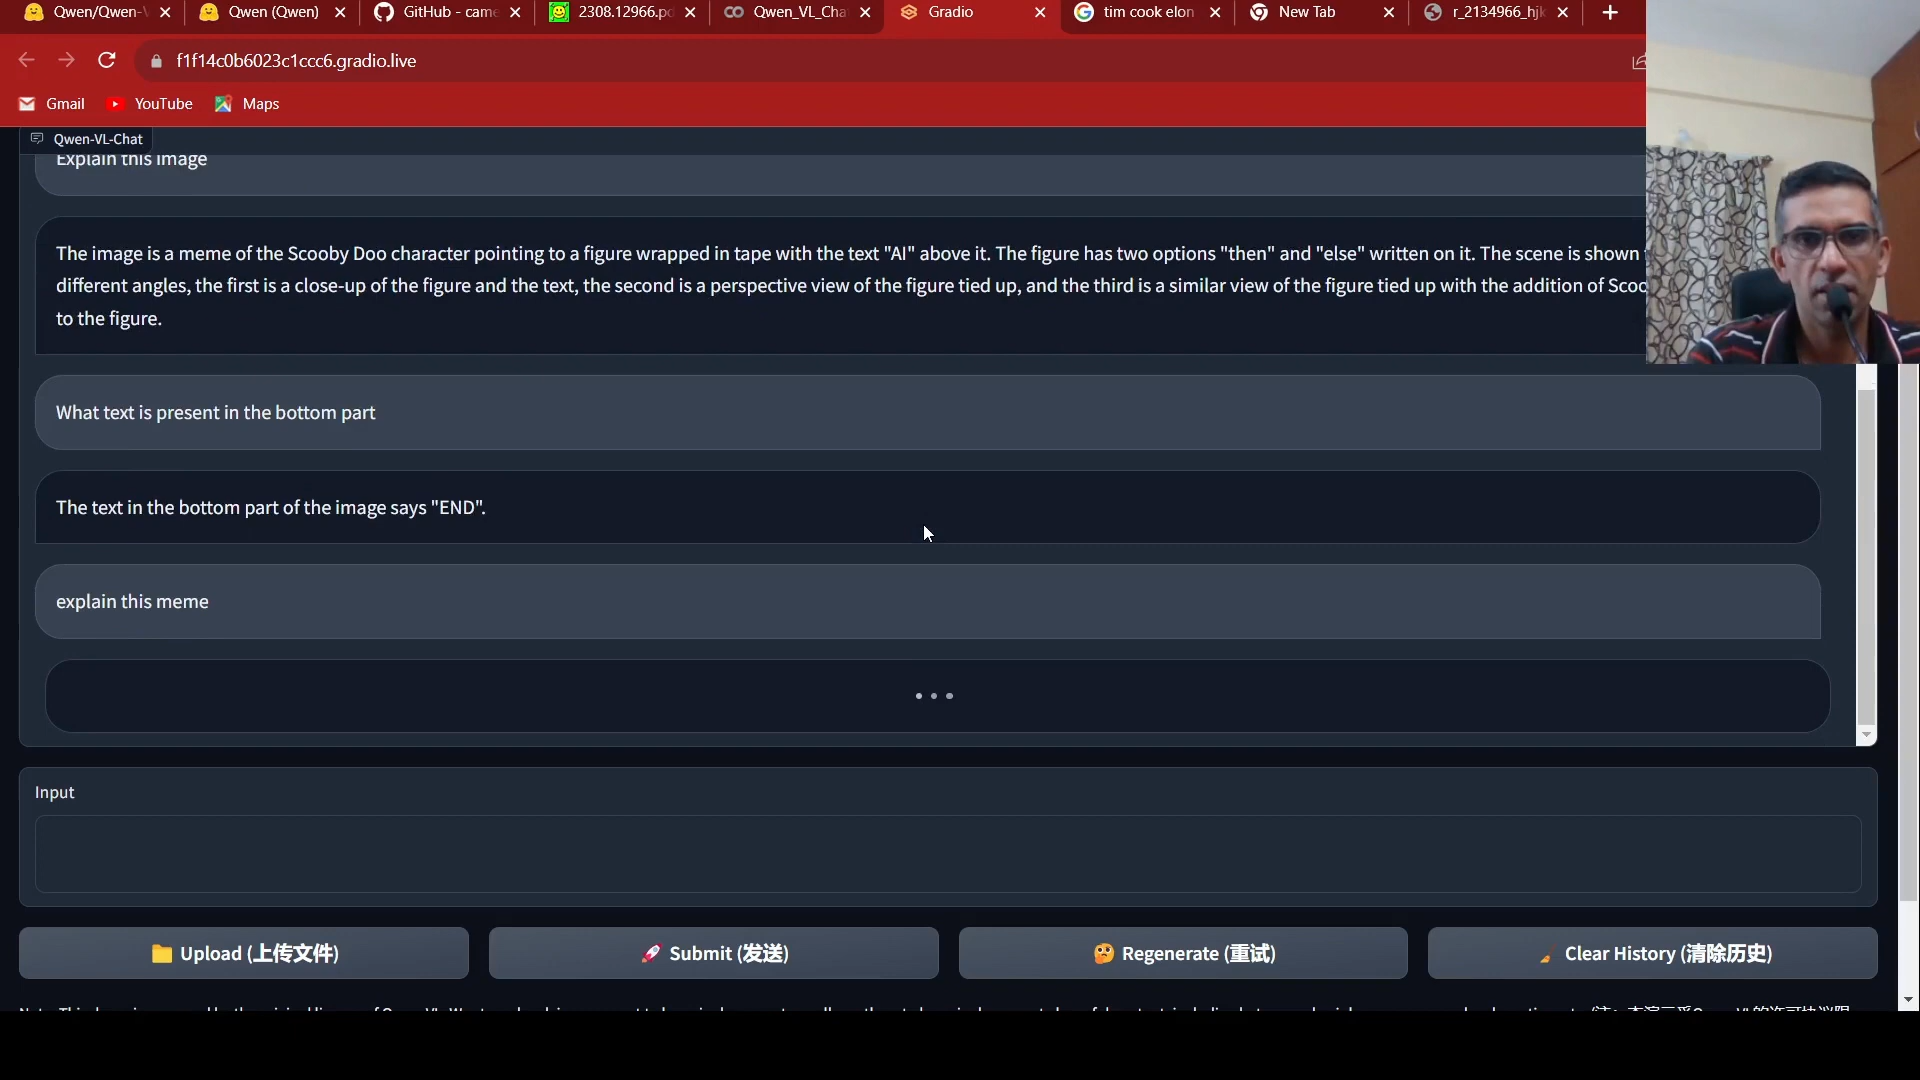 Qwen/Qwen-V
Qwen (Qwen)
GitHub - came
2308.12966.pd
Qwen_VL_Cha
Gradio
tim cook elon
New Tab
r_2134966_hjk
f1f14c0b6023c1ccc6.gradio.live
Gmail
YouTube
Maps
Qwen-VL-Chat
Explain this image
The image is a meme of the Scooby Doo character pointing to a figure wrapped in tape with the text "AI" above it. The figure has two options "then" and "else" written on it. The scene is shown
different angles, the first is a close-up of the figure and the text, the second is a perspective view of the figure tied up, and the third is a similar view of the figure tied up with the addition of Scoo
to the figure.
What text is present in the bottom part
The text in the bottom part of the image says "END".
explain this meme
Input
Upload (上传文件)
Submit (发送)
Regenerate (重试)
Clear History (清除历史)